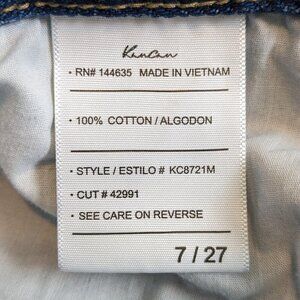 KanCan
• RN# 144635 MADE IN VIETNAM
• 100% COTTON / ALGODON
• STYLE / ESTILO # KC8721M
• CUT # 42991
• SEE CARE ON REVERSE
7 / 27